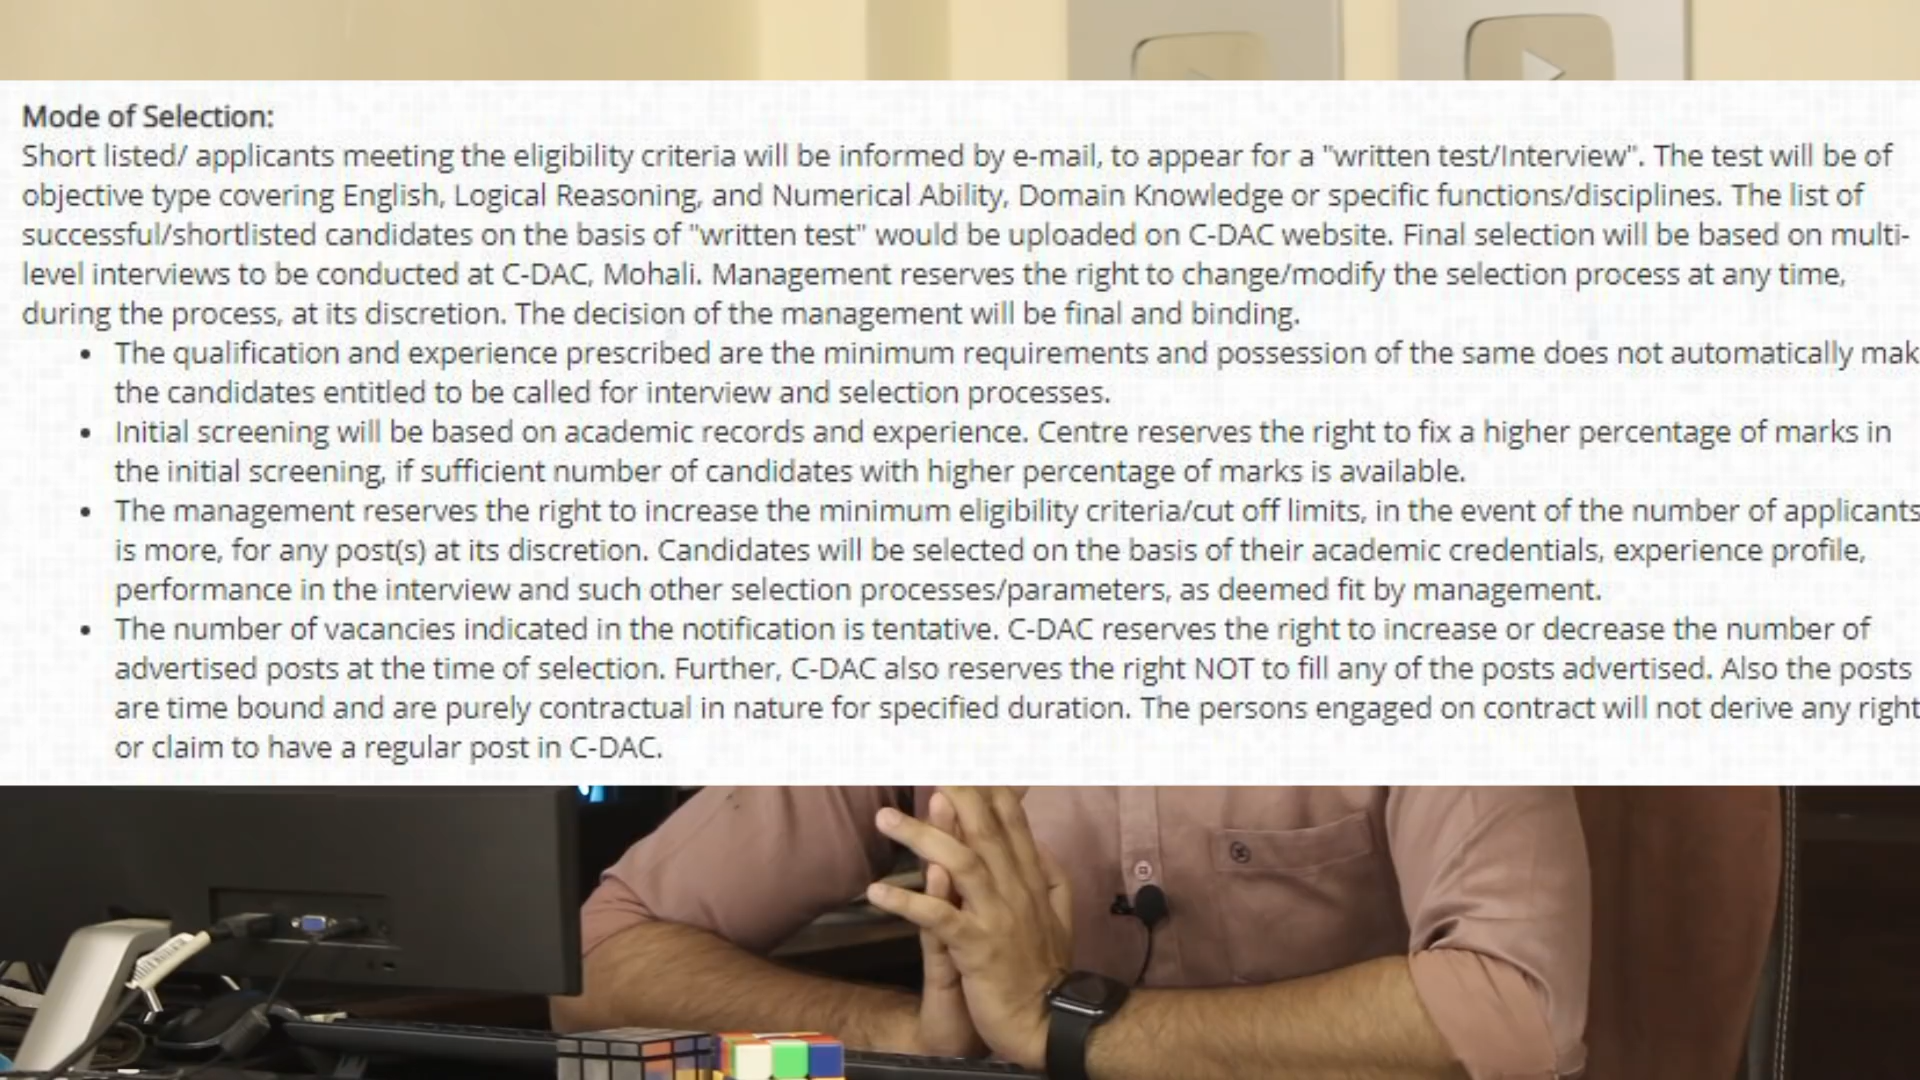 Mode of Selection:
Short listed/ applicants meeting the eligibility criteria will be informed by e-mail, to appear for a "written test/Interview". The test will be of
objective type covering English, Logical Reasoning, and Numerical Ability, Domain Knowledge or specific functions/disciplines. The list of
successful/shortlisted candidates on the basis of "written test" would be uploaded on C-DAC website. Final selection will be based on multi-
level interviews to be conducted at C-DAC, Mohali. Management reserves the right to change/modify the selection process at any time,
during the process, at its discretion. The decision of the management will be final and binding.
• The qualification and experience prescribed are the minimum requirements and possession of the same does not automatically mak
the candidates entitled to be called for interview and selection processes.
• Initial screening will be based on academic records and experience. Centre reserves the right to fix a higher percentage of marks in
the initial screening, if sufficient number of candidates with higher percentage of marks is available.
• The management reserves the right to increase the minimum eligibility criteria/cut off limits, in the event of the number of applicants
is more, for any post(s) at its discretion. Candidates will be selected on the basis of their academic credentials, experience profile,
performance in the interview and such other selection processes/parameters, as deemed fit by management.
• The number of vacancies indicated in the notification is tentative. C-DAC reserves the right to increase or decrease the number of
advertised posts at the time of selection. Further, C-DAC also reserves the right NOT to fill any of the posts advertised. Also the posts
are time bound and are purely contractual in nature for specified duration. The persons engaged on contract will not derive any right
or claim to have a regular post in C-DAC.